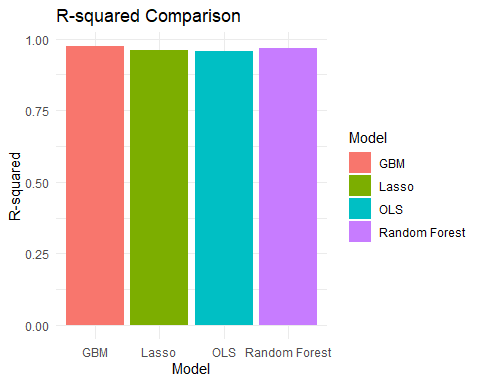 R-squared Comparison
R-squared
1.00
0.75
0.50
0.25
0.00
GBM Lasso OLS Random Forest
Model
Model
GBM
Lasso
OLS
Random Forest